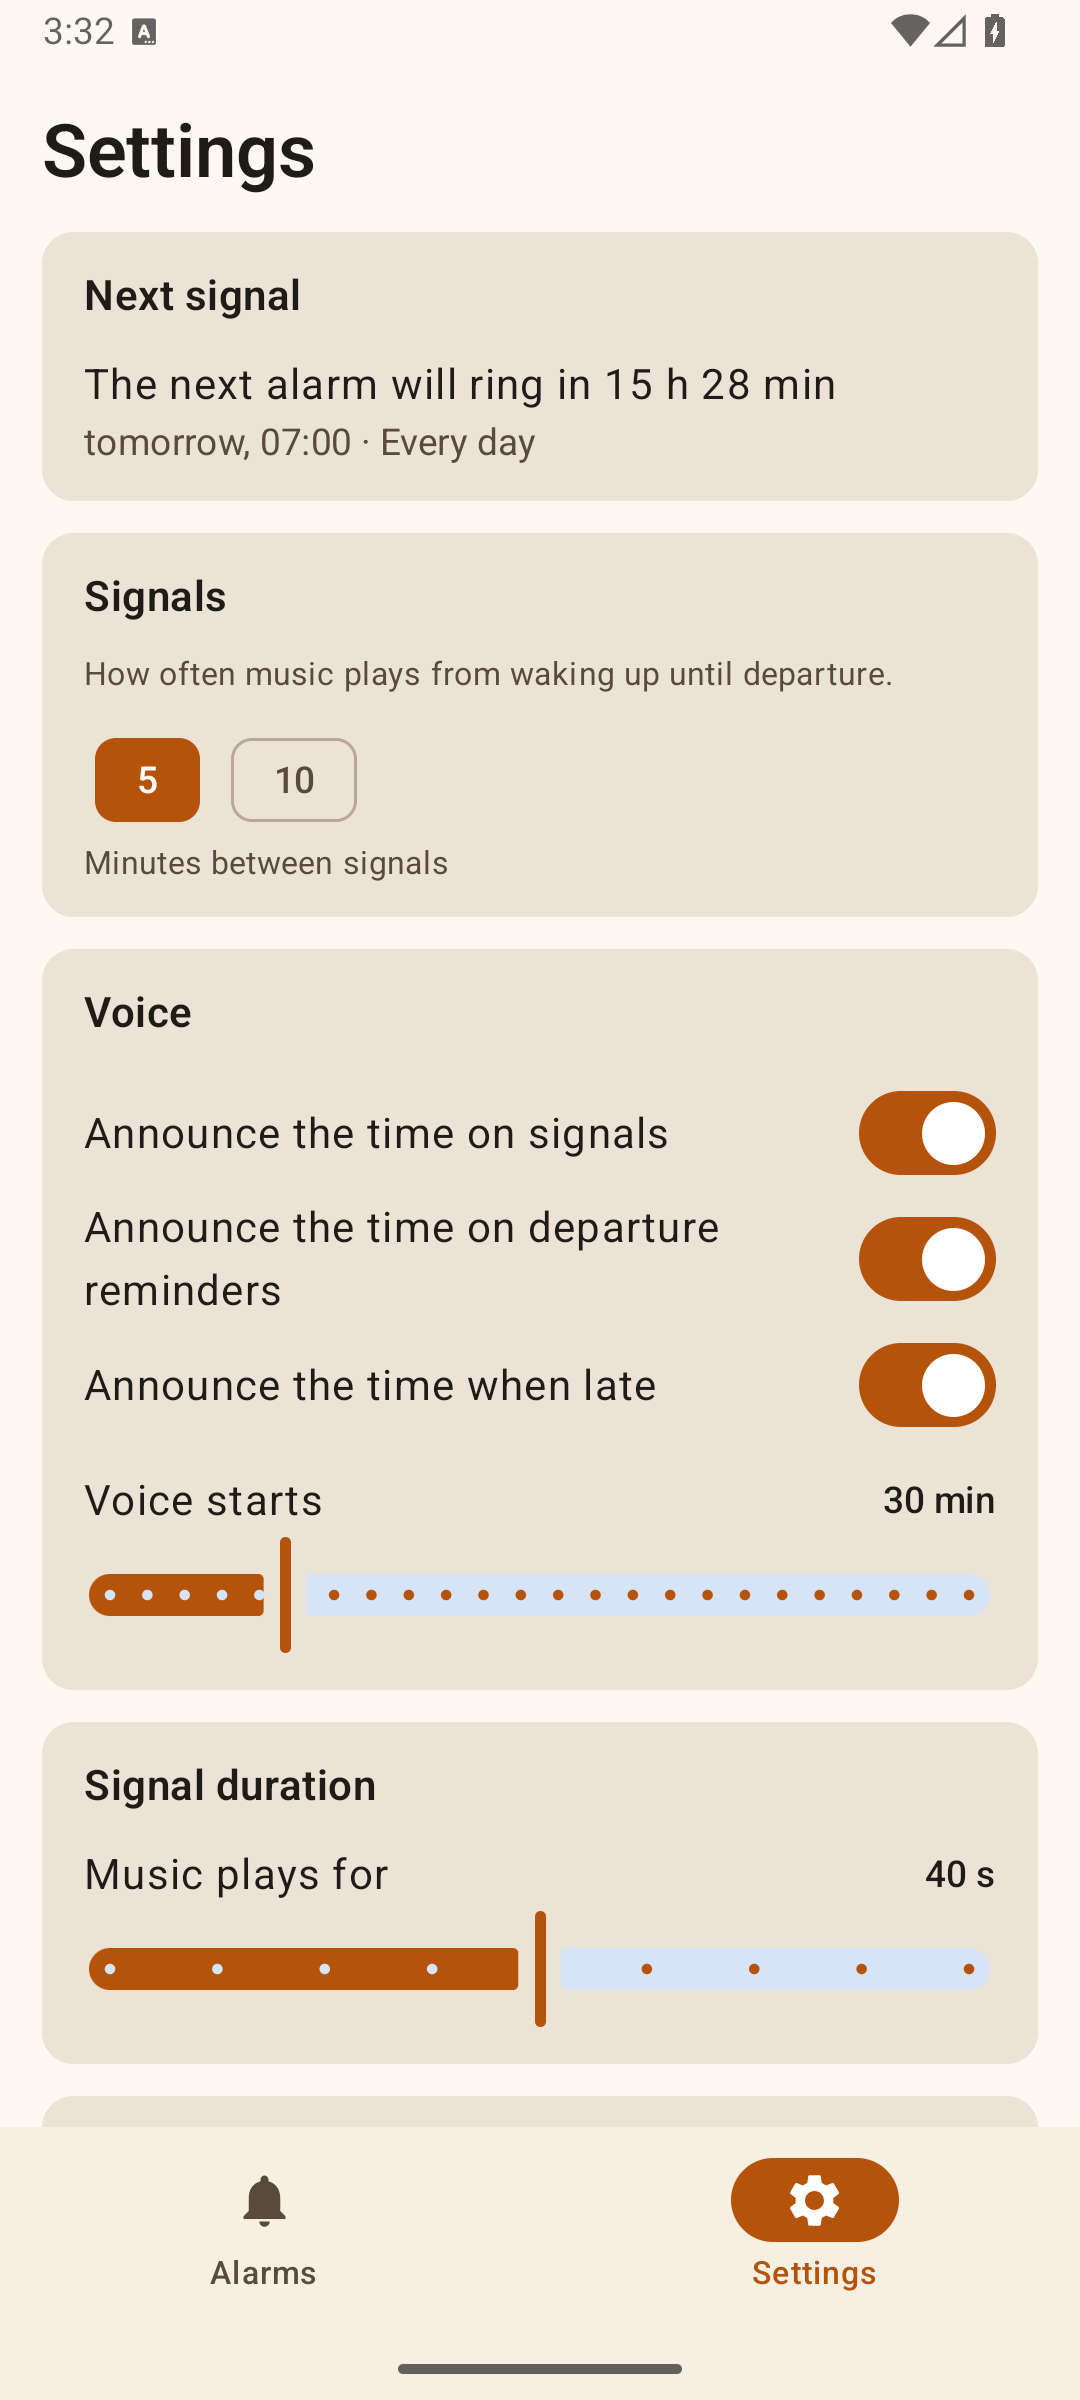 3:32
Settings
Next signal
The next alarm will ring in 15 h 28 min
tomorrow, 07:00 · Every day
Signals
How often music plays from waking up until departure.
5 10
Minutes between signals
Voice
Announce the time on signals
Announce the time on departure
reminders
Announce the time when late
Voice starts 30 min
Signal duration
Music plays for 40 s
Alarms Settings